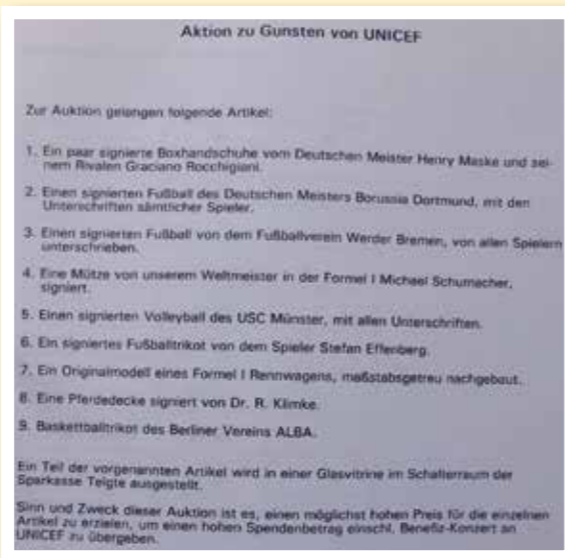 Aktion zu Gunsten von UNICEF
Zur Auktion gelangen folgende Artikel:
1. Ein paar signierte Boxhandschuhe vom Deutschen Meister Henry Maske und sei-
nem Rivalen Graciano Rocchigiani.
2. Einen signierten Fußball des Deutschen Meisters Borussia Dortmund, mit den
Unterschriften sämtlicher Spieler.
3. Einen signierten Fußball von dem Fußballverein Werder Bremen, von allen Spielern
unterschrieben.
4. Eine Mütze von unserem Weltmeister in der Formel I Michael Schumacher,
signiert.
5. Einen signierten Volleyball des USC Münster, mit allen Unterschriften.
6. Ein signiertes Fußballtrikot von dem Spieler Stefan Effenberg.
7. Ein Originalmodell eines Formel I Rennwagens, maßstabsgetreu nachgebaut.
8. Eine Pferdedecke signiert von Dr. R. Klimke.
9. Baskettballtrikot des Berliner Vereins ALBA.
Ein Teil der vorgenannten Artikel wird in einer Glasvitrine im Schalterraum der
Sparkasse Telgte ausgestellt.
Sinn und Zweck dieser Auktion ist es, einen möglichst hohen Preis für die einzelnen
Artikel zu erzielen, um einen hohen Spendenbetrag einschl. Benefiz-Konzert an
UNICEF zu übergeben.